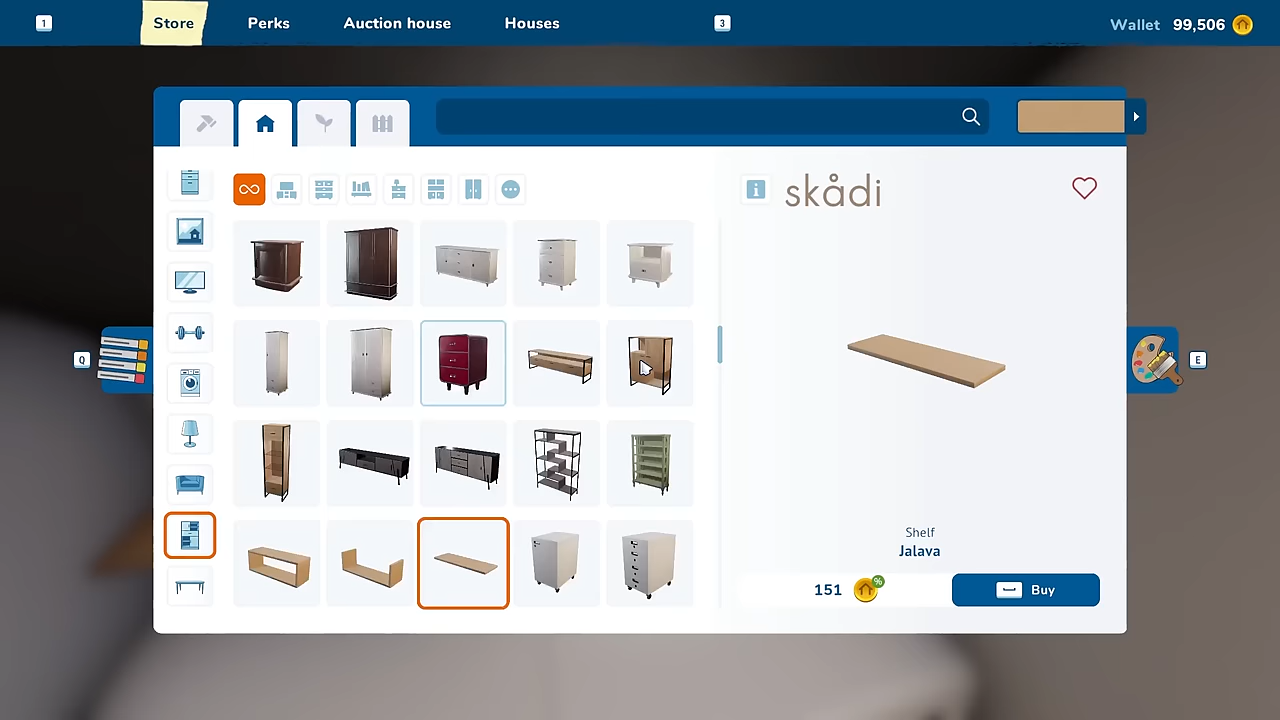 1 Store Perks Auction house Houses 3 Wallet 99,506
skådi
Q
E
Shelf
Jalava
151 % Buy